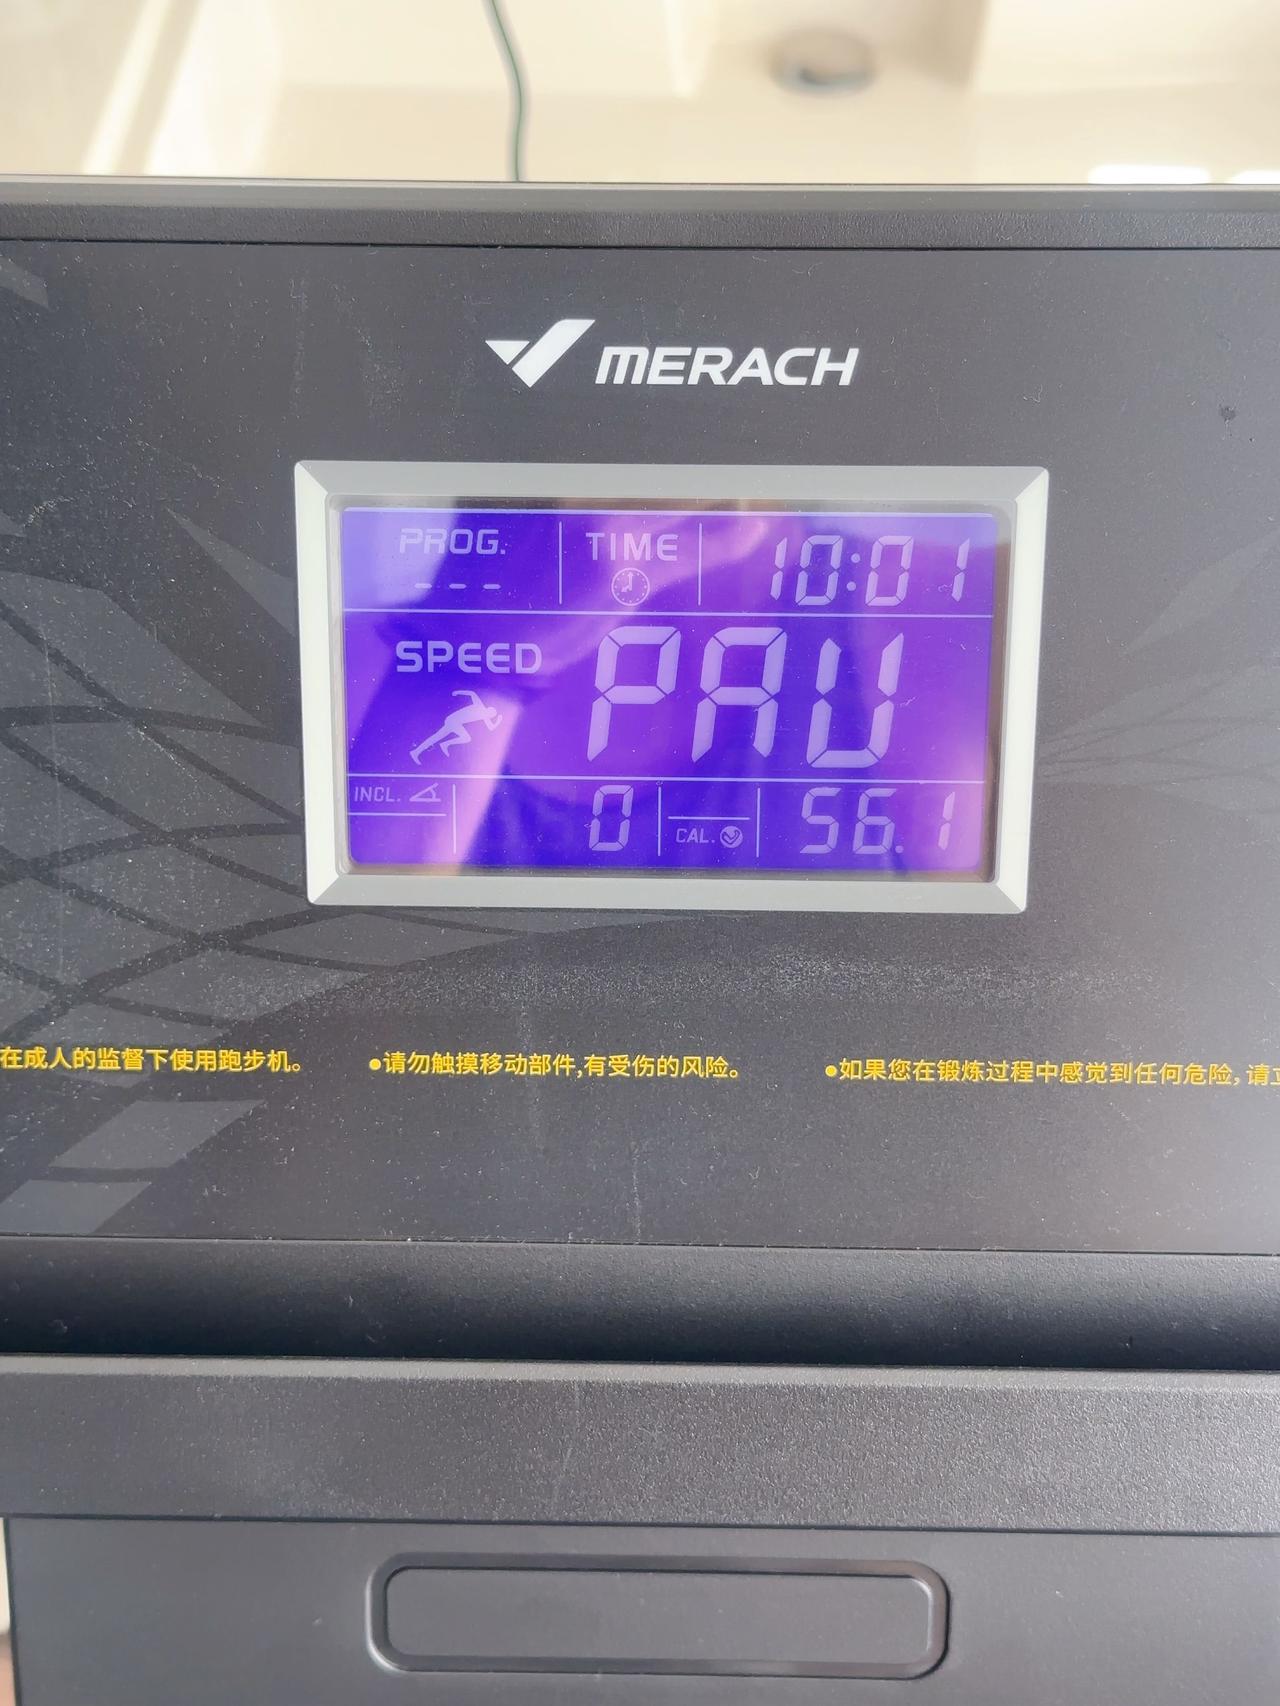 MERACH
PROG.
---
TIME
10:01
SPEED
PAU
INCL.
0
CAL.
56.1
在成人的监督下使用跑步机。
●请勿触摸移动部件,有受伤的风险。
●如果您在锻炼过程中感觉到任何危险,请立